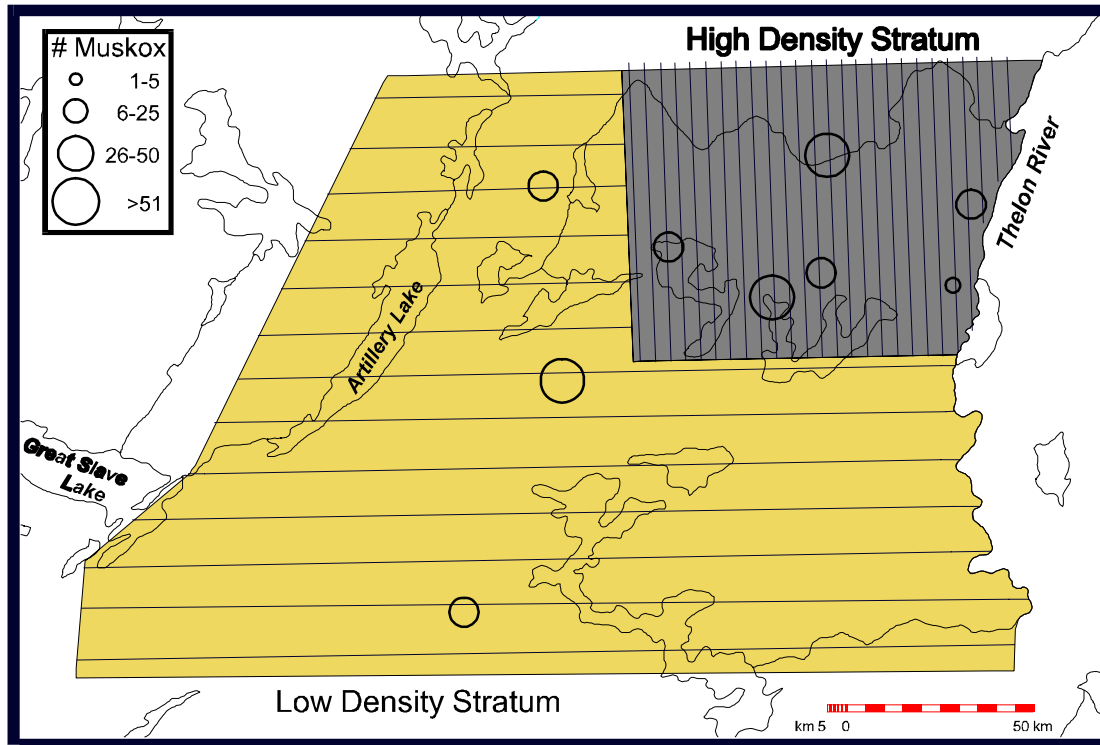 # Muskox
1-5
6-25
26-50
>51
High Density Stratum
Thelon River
Artillery Lake
Great Slave
Lake
Low Density Stratum
km 5 0 50 km